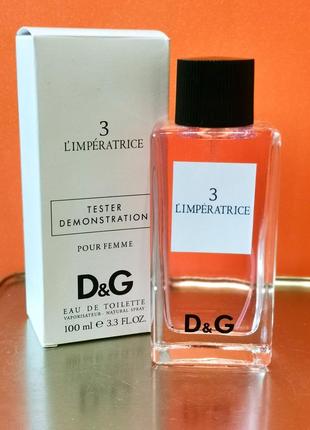 3
L'IMPÉRATRICE
TESTER
DEMONSTRATION
POUR FEMME
D&G
EAU DE TOILETTE
VAPORISATEUR · NATURAL SPRAY
100 ml ℮ 3.3 FL.OZ.
3
L'IMPÉRATRICE
D&G